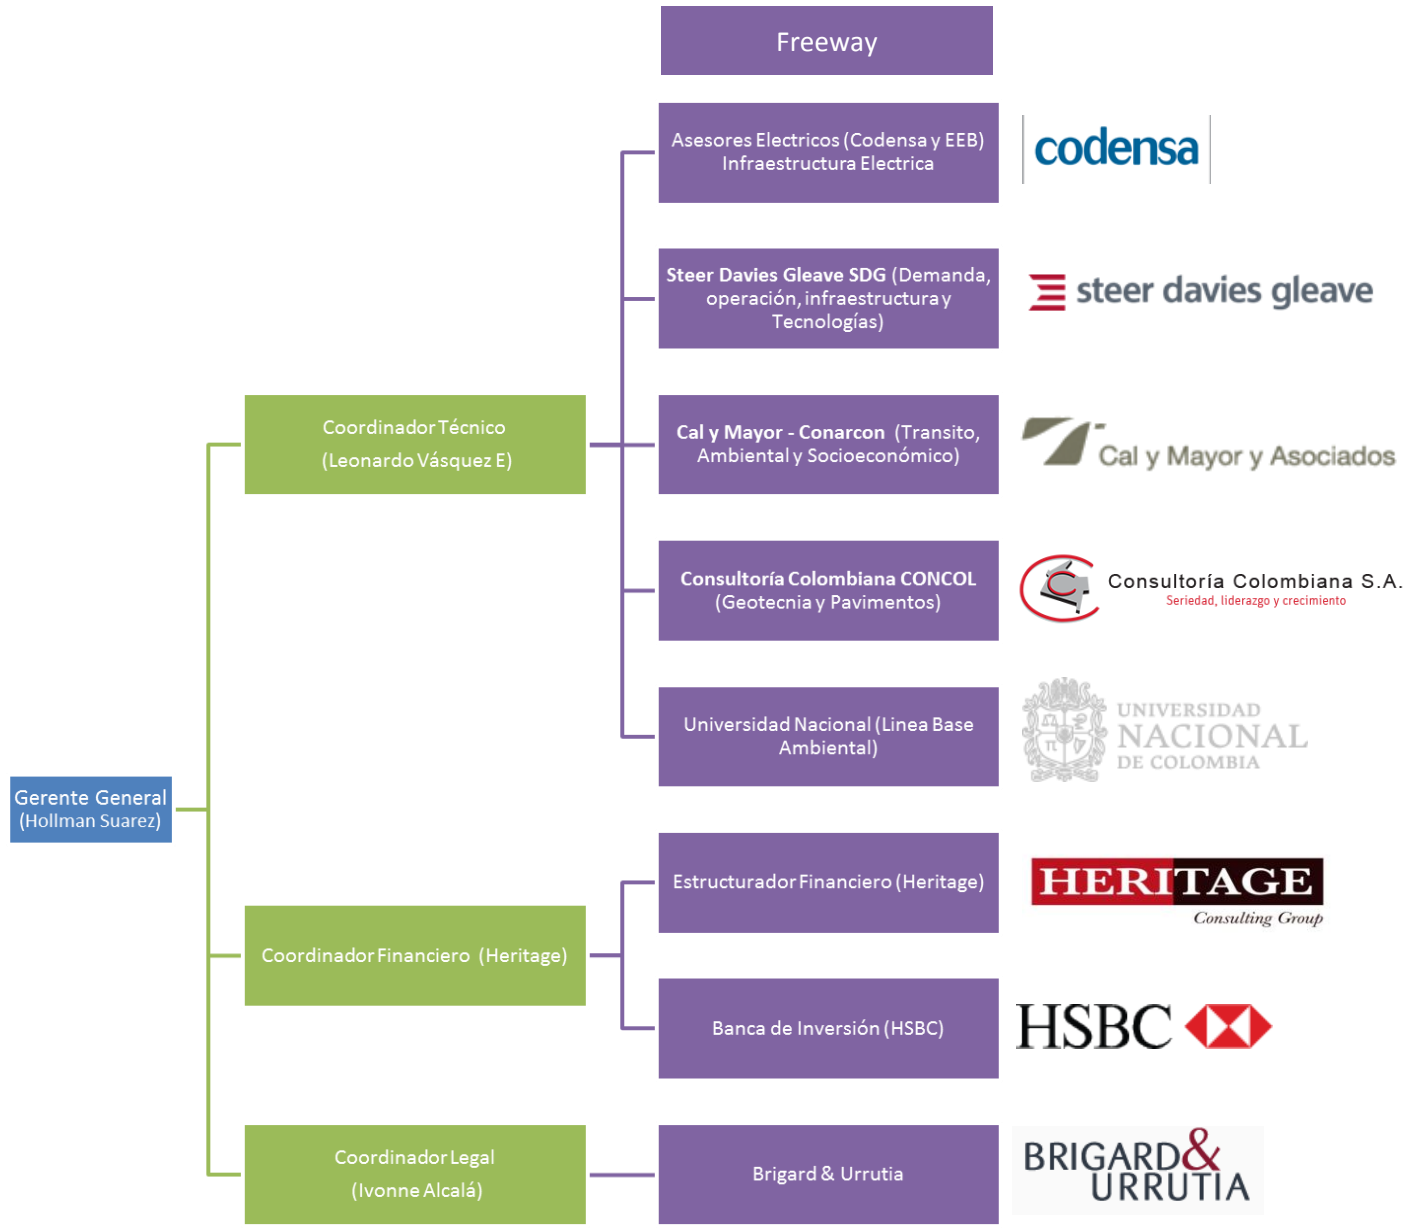 Freeway
Asesores Electricos (Codensa y EEB)
Infraestructura Electrica
codensa
Steer Davies Gleave SDG (Demanda,
operación, infraestructura y
Tecnologías)
steer davies gleave
Coordinador Técnico
(Leonardo Vásquez E)
Cal y Mayor - Conarcon (Transito,
Ambiental y Socioeconómico)
Cal y Mayor y Asociados
Consultoría Colombiana CONCOL
(Geotecnia y Pavimentos)
Consultoría Colombiana S.A.
Seriedad, liderazgo y crecimiento
Universidad Nacional (Linea Base
Ambiental)
UNIVERSIDAD
NACIONAL
DE COLOMBIA
Gerente General
(Hollman Suarez)
Estructurador Financiero (Heritage)
HERITAGE
Consulting Group
Coordinador Financiero (Heritage)
Banca de Inversión (HSBC)
HSBC
Coordinador Legal
(Ivonne Alcalá)
Brigard & Urrutia
BRIGARD&
URRUTIA